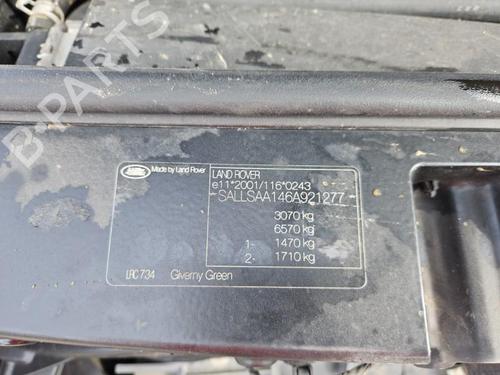 B-PARTS
Made by Land Rover
LAND ROVER
e11*2001/116*0243
SALLSAA146A921277
3070 kg
6570 kg
1- 1470 kg
2- 1710 kg
LRC 734 Giverny Green